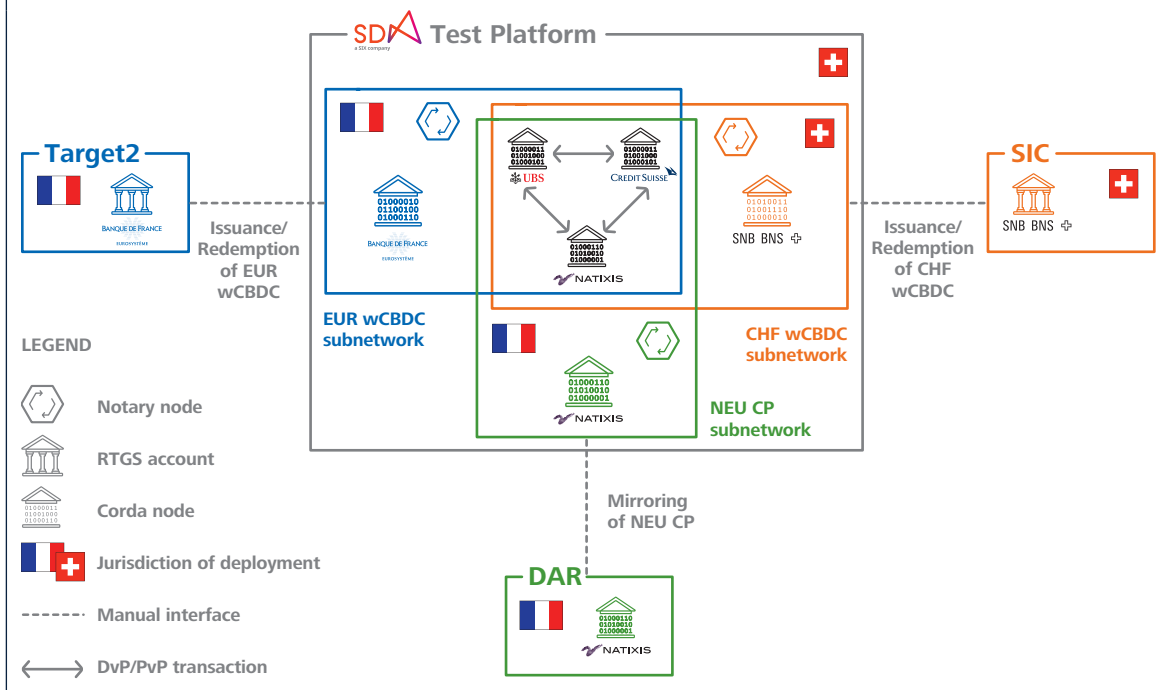 SDX
a SIX company
Test Platform
Target2
BANQUE DE FRANCE
EUROSYSTÈME
Issuance/
Redemption
of EUR
wCBDC
01000010
01100100
01000110
BANQUE DE FRANCE
EUROSYSTÈME
01000011
01001000
01000101
UBS
01000011
01001000
01000101
CREDIT SUISSE
01000110
01010010
01000001
NATIXIS
01010011
01001110
01000010
SNB BNS
Issuance/
Redemption
of CHF
wCBDC
SIC
SNB BNS
EUR wCBDC
subnetwork
CHF wCBDC
subnetwork
01000110
01010010
01000001
NATIXIS
NEU CP
subnetwork
Mirroring
of NEU CP
DAR
01000110
01010010
01000001
NATIXIS
LEGEND
Notary node
RTGS account
01000011
01001000
01000110
Corda node
Jurisdiction of deployment
Manual interface
DvP/PvP transaction